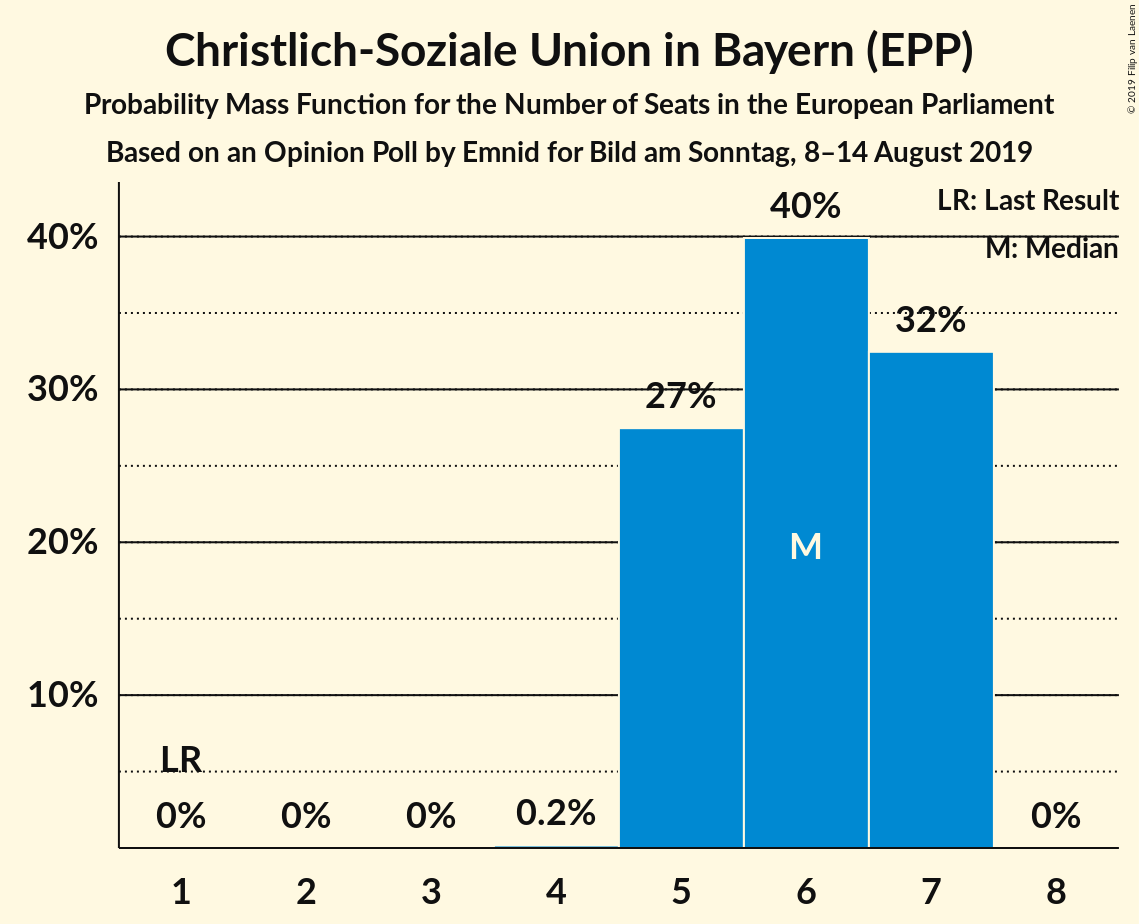 Christlich-Soziale Union in Bayern (EPP)
Probability Mass Function for the Number of Seats in the European Parliament
Based on an Opinion Poll by Emnid for Bild am Sonntag, 8–14 August 2019
© 2019 Filip van Laenen
LR: Last Result
M: Median
40%
30%
20%
10%
40%
32%
27%
M
LR
0%
0%
0%
0.2%
0%
1 2 3 4 5 6 7 8